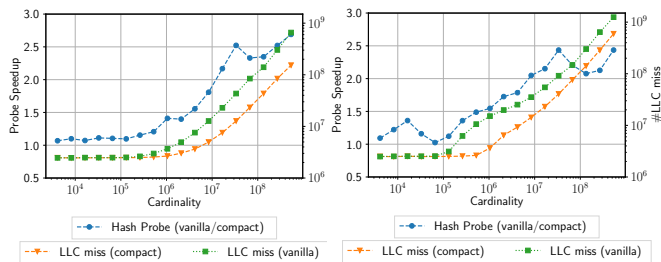 3.0
2.5
2.0
1.5
1.0
0.5
Probe Speedup
10^9
10^8
10^7
10^6
10^4 10^5 10^6 10^7 10^8
Cardinality
Hash Probe (vanilla/compact)
LLC miss (compact) LLC miss (vanilla)
3.0
2.5
2.0
1.5
1.0
0.5
Probe Speedup
10^9
10^8
10^7
10^6
#LLC miss
10^4 10^5 10^6 10^7 10^8
Cardinality
Hash Probe (vanilla/compact)
LLC miss (compact) LLC miss (vanilla)